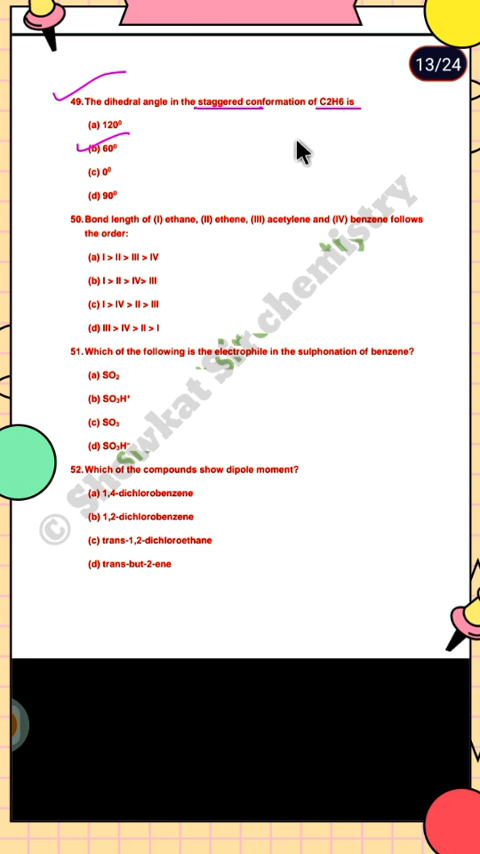 13/24
49. The dihedral angle in the staggered conformation of C2H6 is
(a) 120⁰
(b) 60⁰
(c) 0⁰
(d) 90⁰
50. Bond length of (I) ethane, (II) ethene, (III) acetylene and (IV) benzene follows
the order:
(a) I > II > III > IV
(b) I > II > IV> III
(c) I > IV > II > III
(d) III > IV > II > I
51. Which of the following is the electrophile in the sulphonation of benzene?
(a) SO₂
(b) SO₃H⁺
(c) SO₃
(d) SO₃H⁻
52. Which of the compounds show dipole moment?
(a) 1,4-dichlorobenzene
(b) 1,2-dichlorobenzene
(c) trans-1,2-dichloroethane
(d) trans-but-2-ene
© Showkat Sir chemistry